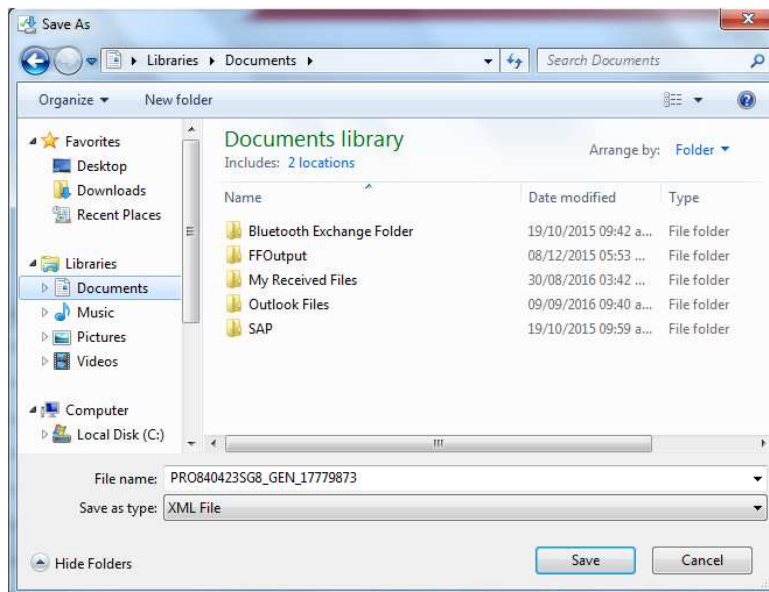 Save As
Libraries Documents
Search Documents
Organize New folder
Favorites
Desktop
Downloads
Recent Places
Libraries
Documents
Music
Pictures
Videos
Computer
Local Disk (C:)
Documents library
Includes: 2 locations
Arrange by: Folder
Name Date modified Type
Bluetooth Exchange Folder 19/10/2015 09:42 a... File folder
FFOutput 08/12/2015 05:53 ... File folder
My Received Files 30/08/2016 03:42 ... File folder
Outlook Files 09/09/2016 09:40 a... File folder
SAP 19/10/2015 09:59 a... File folder
File name: PRO840423SG8_GEN_17779873
Save as type: XML File
Hide Folders Save Cancel